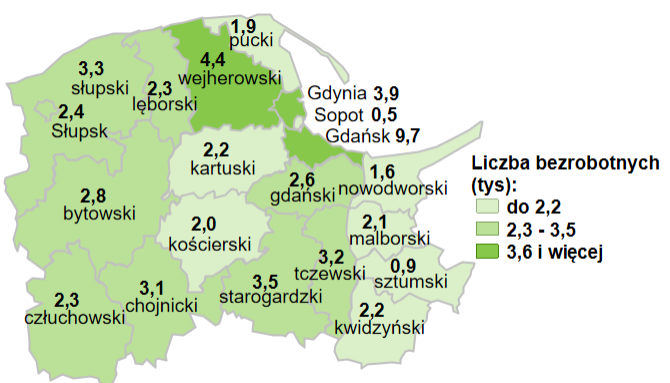 1,9
pucki
4,4
wejherowski
3,3
słupski
2,3
lęborski
2,4
Słupsk
Gdynia 3,9
Sopot 0,5
Gdańsk 9,7
2,2
kartuski
2,6
gdański
1,6
nowodworski
2,8
bytowski
2,0
kościerski
2,1
malborski
3,2
tczewski
0,9
sztumski
2,3
człuchowski
3,1
chojnicki
3,5
starogardzki
2,2
kwidzyński
Liczba bezrobotnych
(tys):
do 2,2
2,3 - 3,5
3,6 i więcej